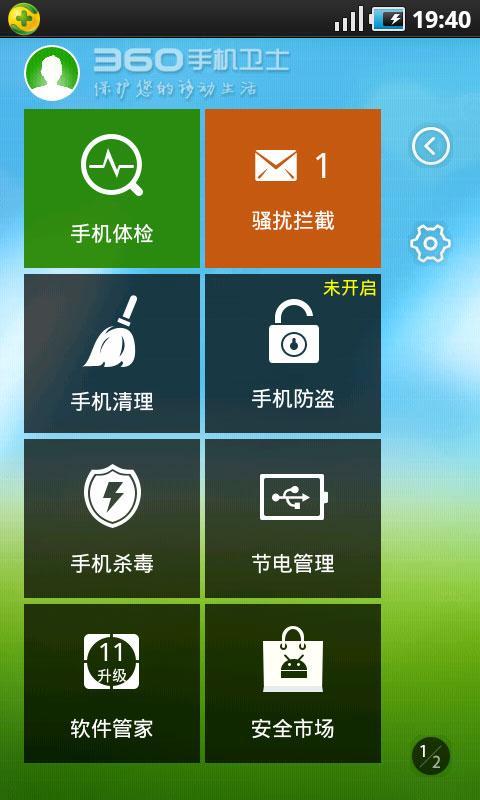 19:40
360手机卫士
保护您的移动生活
手机体检
1
骚扰拦截
手机清理
未开启
手机防盗
手机杀毒
节电管理
11
升级
软件管家
安全市场
1/2